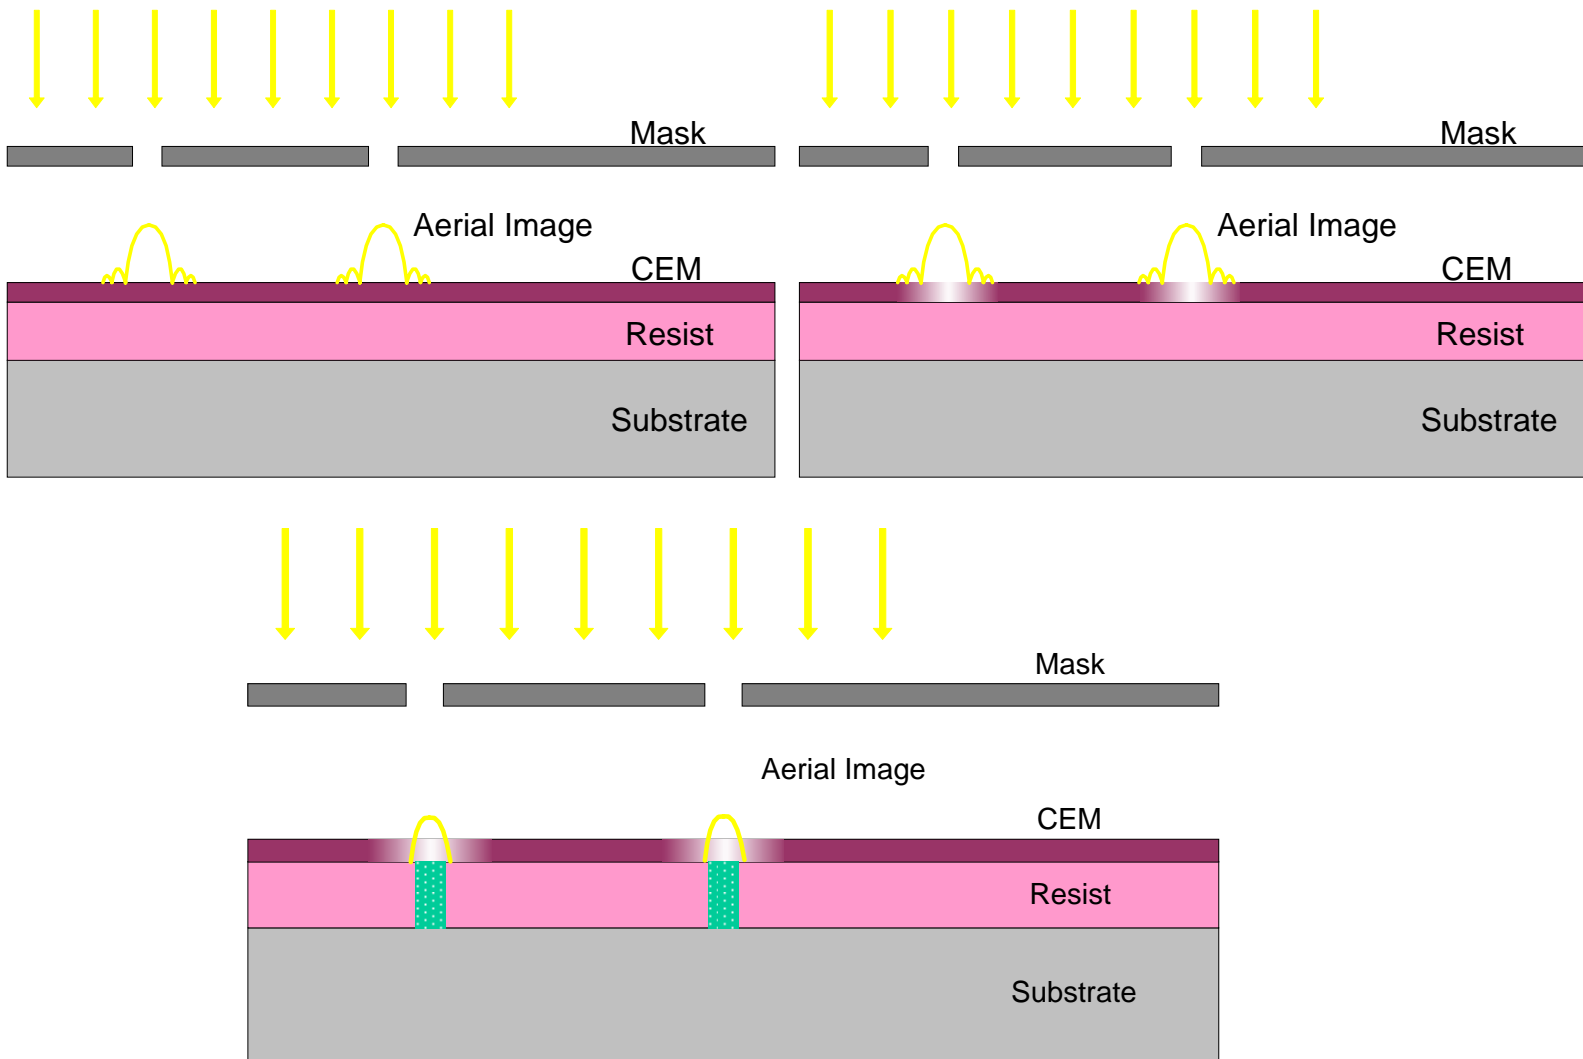 Mask
Aerial Image
CEM
Resist
Substrate
Mask
Aerial Image
CEM
Resist
Substrate
Mask
Aerial Image
CEM
Resist
Substrate